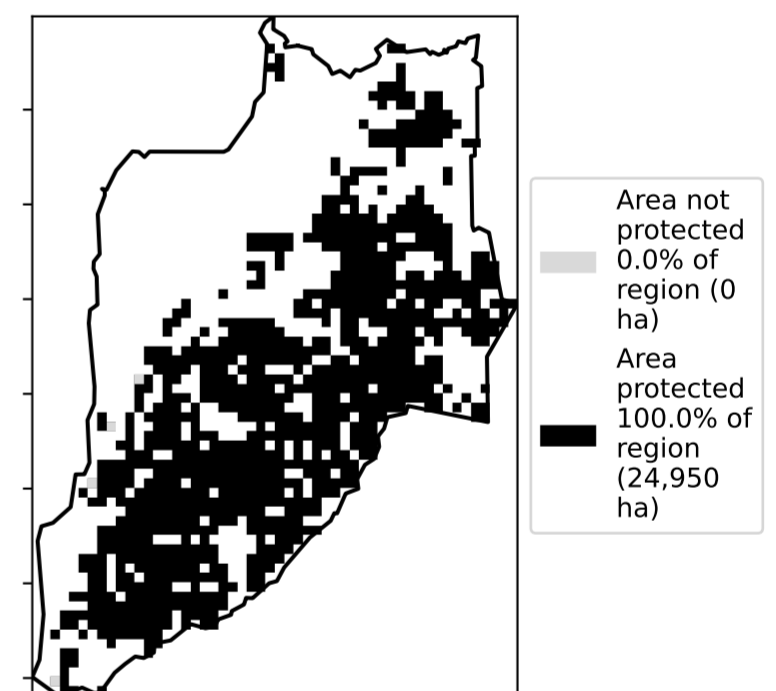 Area not
protected
0.0% of
region (0
ha)
Area
protected
100.0% of
region
(24,950
ha)